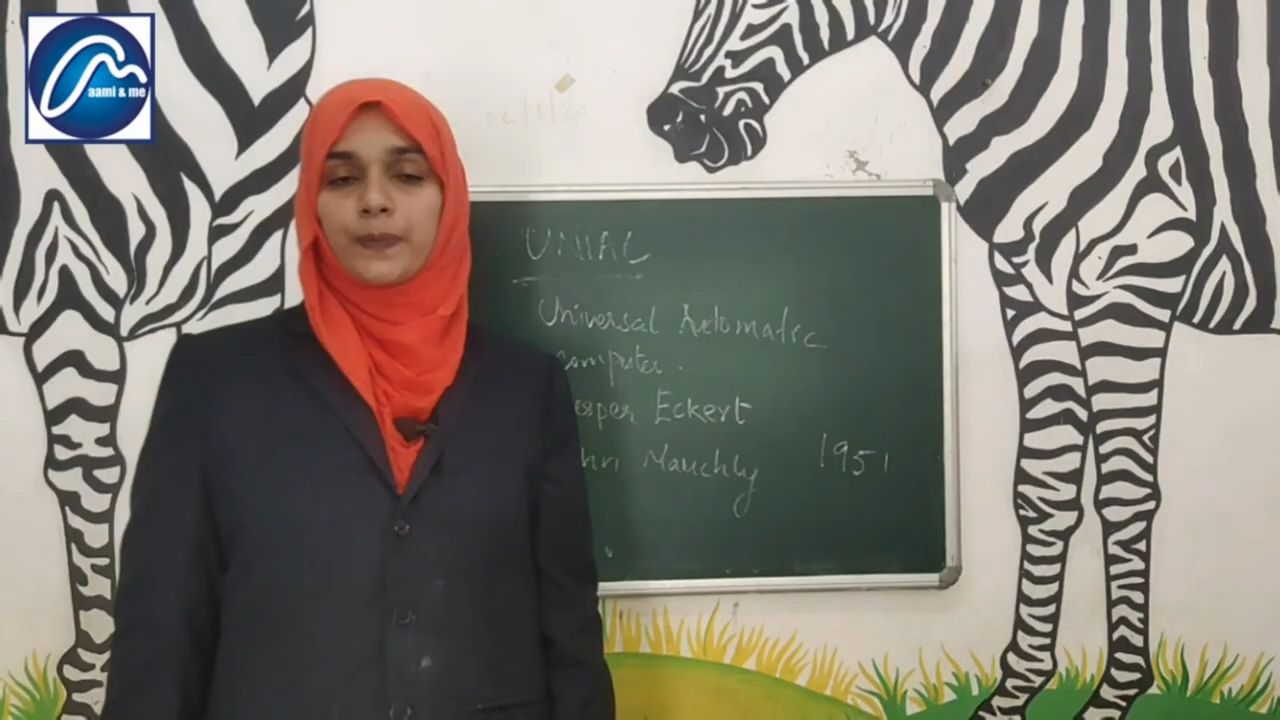 aami & me
UNIAC
Universal Automatic
computer.
Eckert
Mauchly 1951